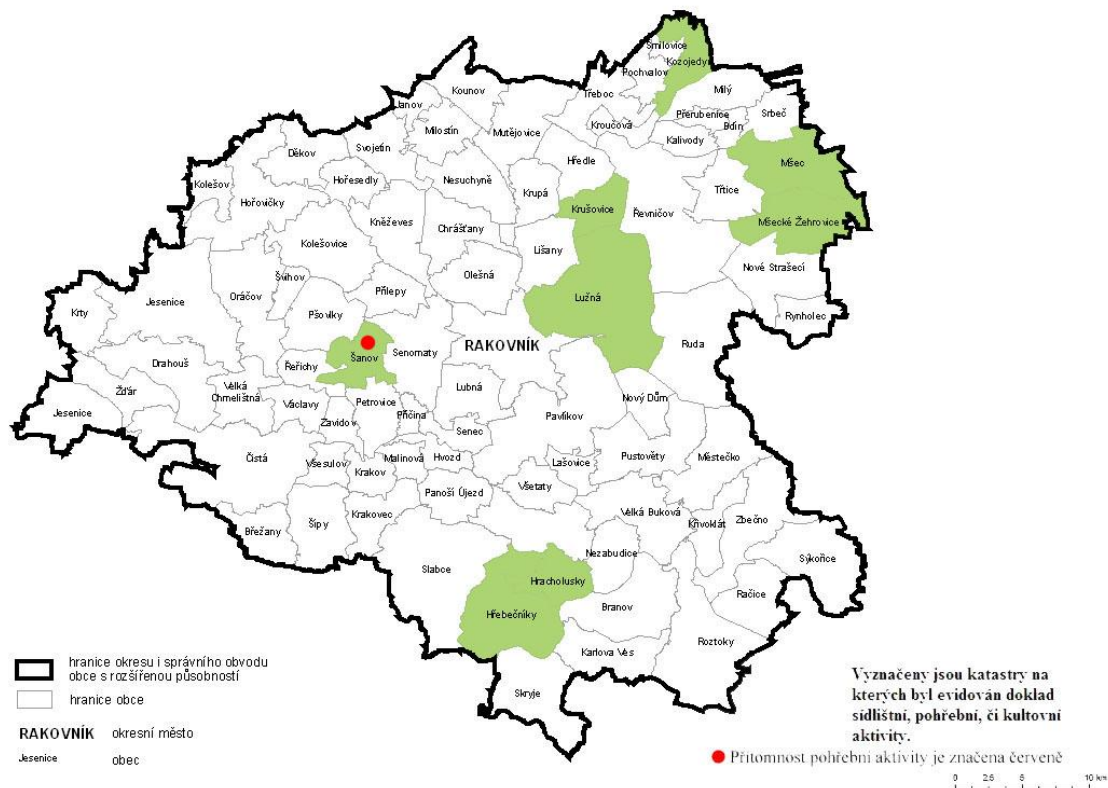 Smilovice
Kozojedy
Pochvalov
Kounov
Janov
Třeboc
Milý
Milostín
Mutějovice
Kroučová
Přerubenice
Bdín
Srbeč
Svojetín
Kalivody
Děkov
Hředle
Mšec
Kolešov
Hořesedly
Nesuchyně
Krupá
Třtice
Hořovičky
Krušovice
Řevničov
Kněževes
Chrášťany
Mšecké Žehrovice
Kolešovice
Lišany
Olešná
Nové Strašecí
Švihov
Přílepy
Lužná
Jesenice
Oráčov
Krty
Pšovlky
Rynholec
RAKOVNÍK
Ruda
Šanov
Senomaty
Drahouš
Řeřichy
Žďár
Velká
Chmelištná
Lubná
Jesenice
Václavy
Petrovice
Příčina
Nový Dům
Zavidov
Pavlíkov
Senec
Čistá
Všesulov
Malinová
Hvozd
Lašovice
Pustověty
Městečko
Krakov
Všetaty
Panoší Újezd
Břežany
Šípy
Krakovec
Velká Buková
Křivoklát
Zbečno
Nezabudice
Sýkořice
Slabce
Hracholusky
Račice
Hřebečníky
Branov
Roztoky
Karlova Ves
Skryje
hranice okresu i správního obvodu
obce s rozšířenou působností
hranice obce
RAKOVNÍK okresní město
Jesenice obec
Vyznačeny jsou katastry na
kterých byl evidován doklad
sídlištní, pohřební, či kultovní
aktivity.
Přítomnost pohřební aktivity je značena červeně
0 2.5 5 10 km